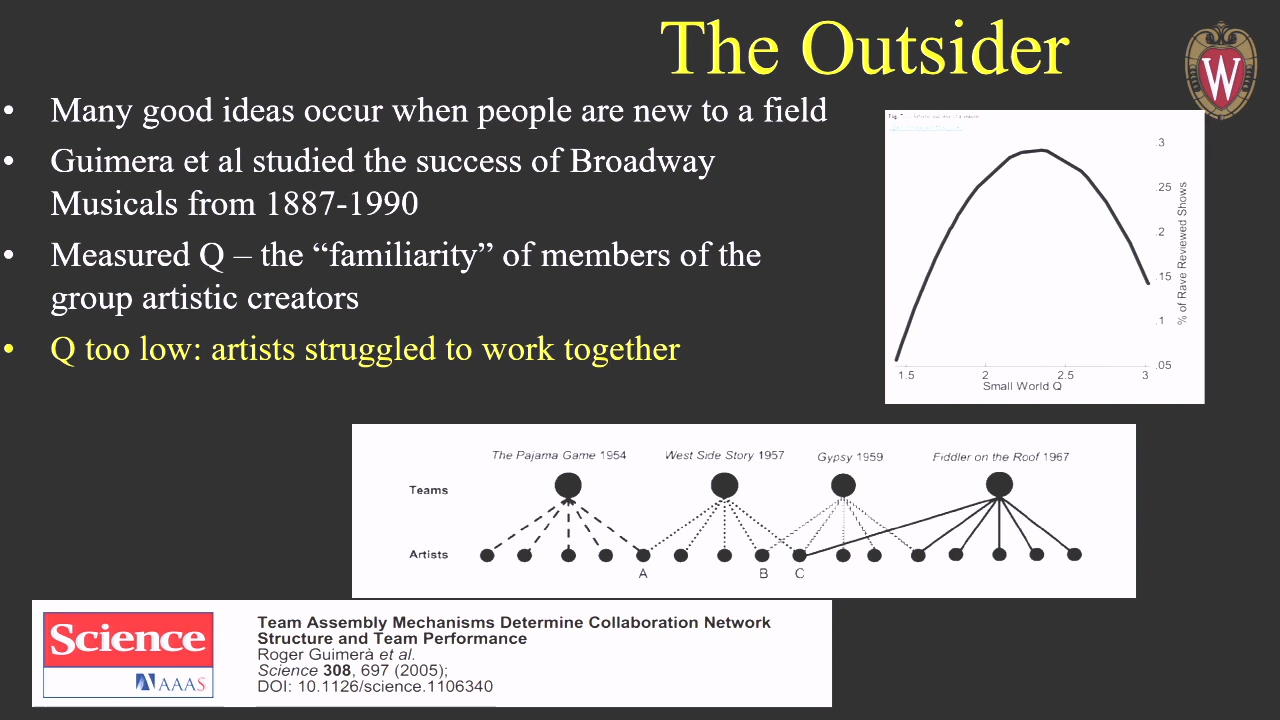 The Outsider
W
• Many good ideas occur when people are new to a field
• Guimera et al studied the success of Broadway
Musicals from 1887-1990
• Measured Q – the “familiarity” of members of the
group artistic creators
• Q too low: artists struggled to work together
.3
.25
.2
.15
.1
.05
% of Rave Reviewed Shows
1.5 2 2.5 3
Small World Q
The Pajama Game 1954 West Side Story 1957 Gypsy 1959 Fiddler on the Roof 1967
Teams
Artists
A B C
Science
AAAS
Team Assembly Mechanisms Determine Collaboration Network
Structure and Team Performance
Roger Guimerà et al.
Science 308, 697 (2005);
DOI: 10.1126/science.1106340